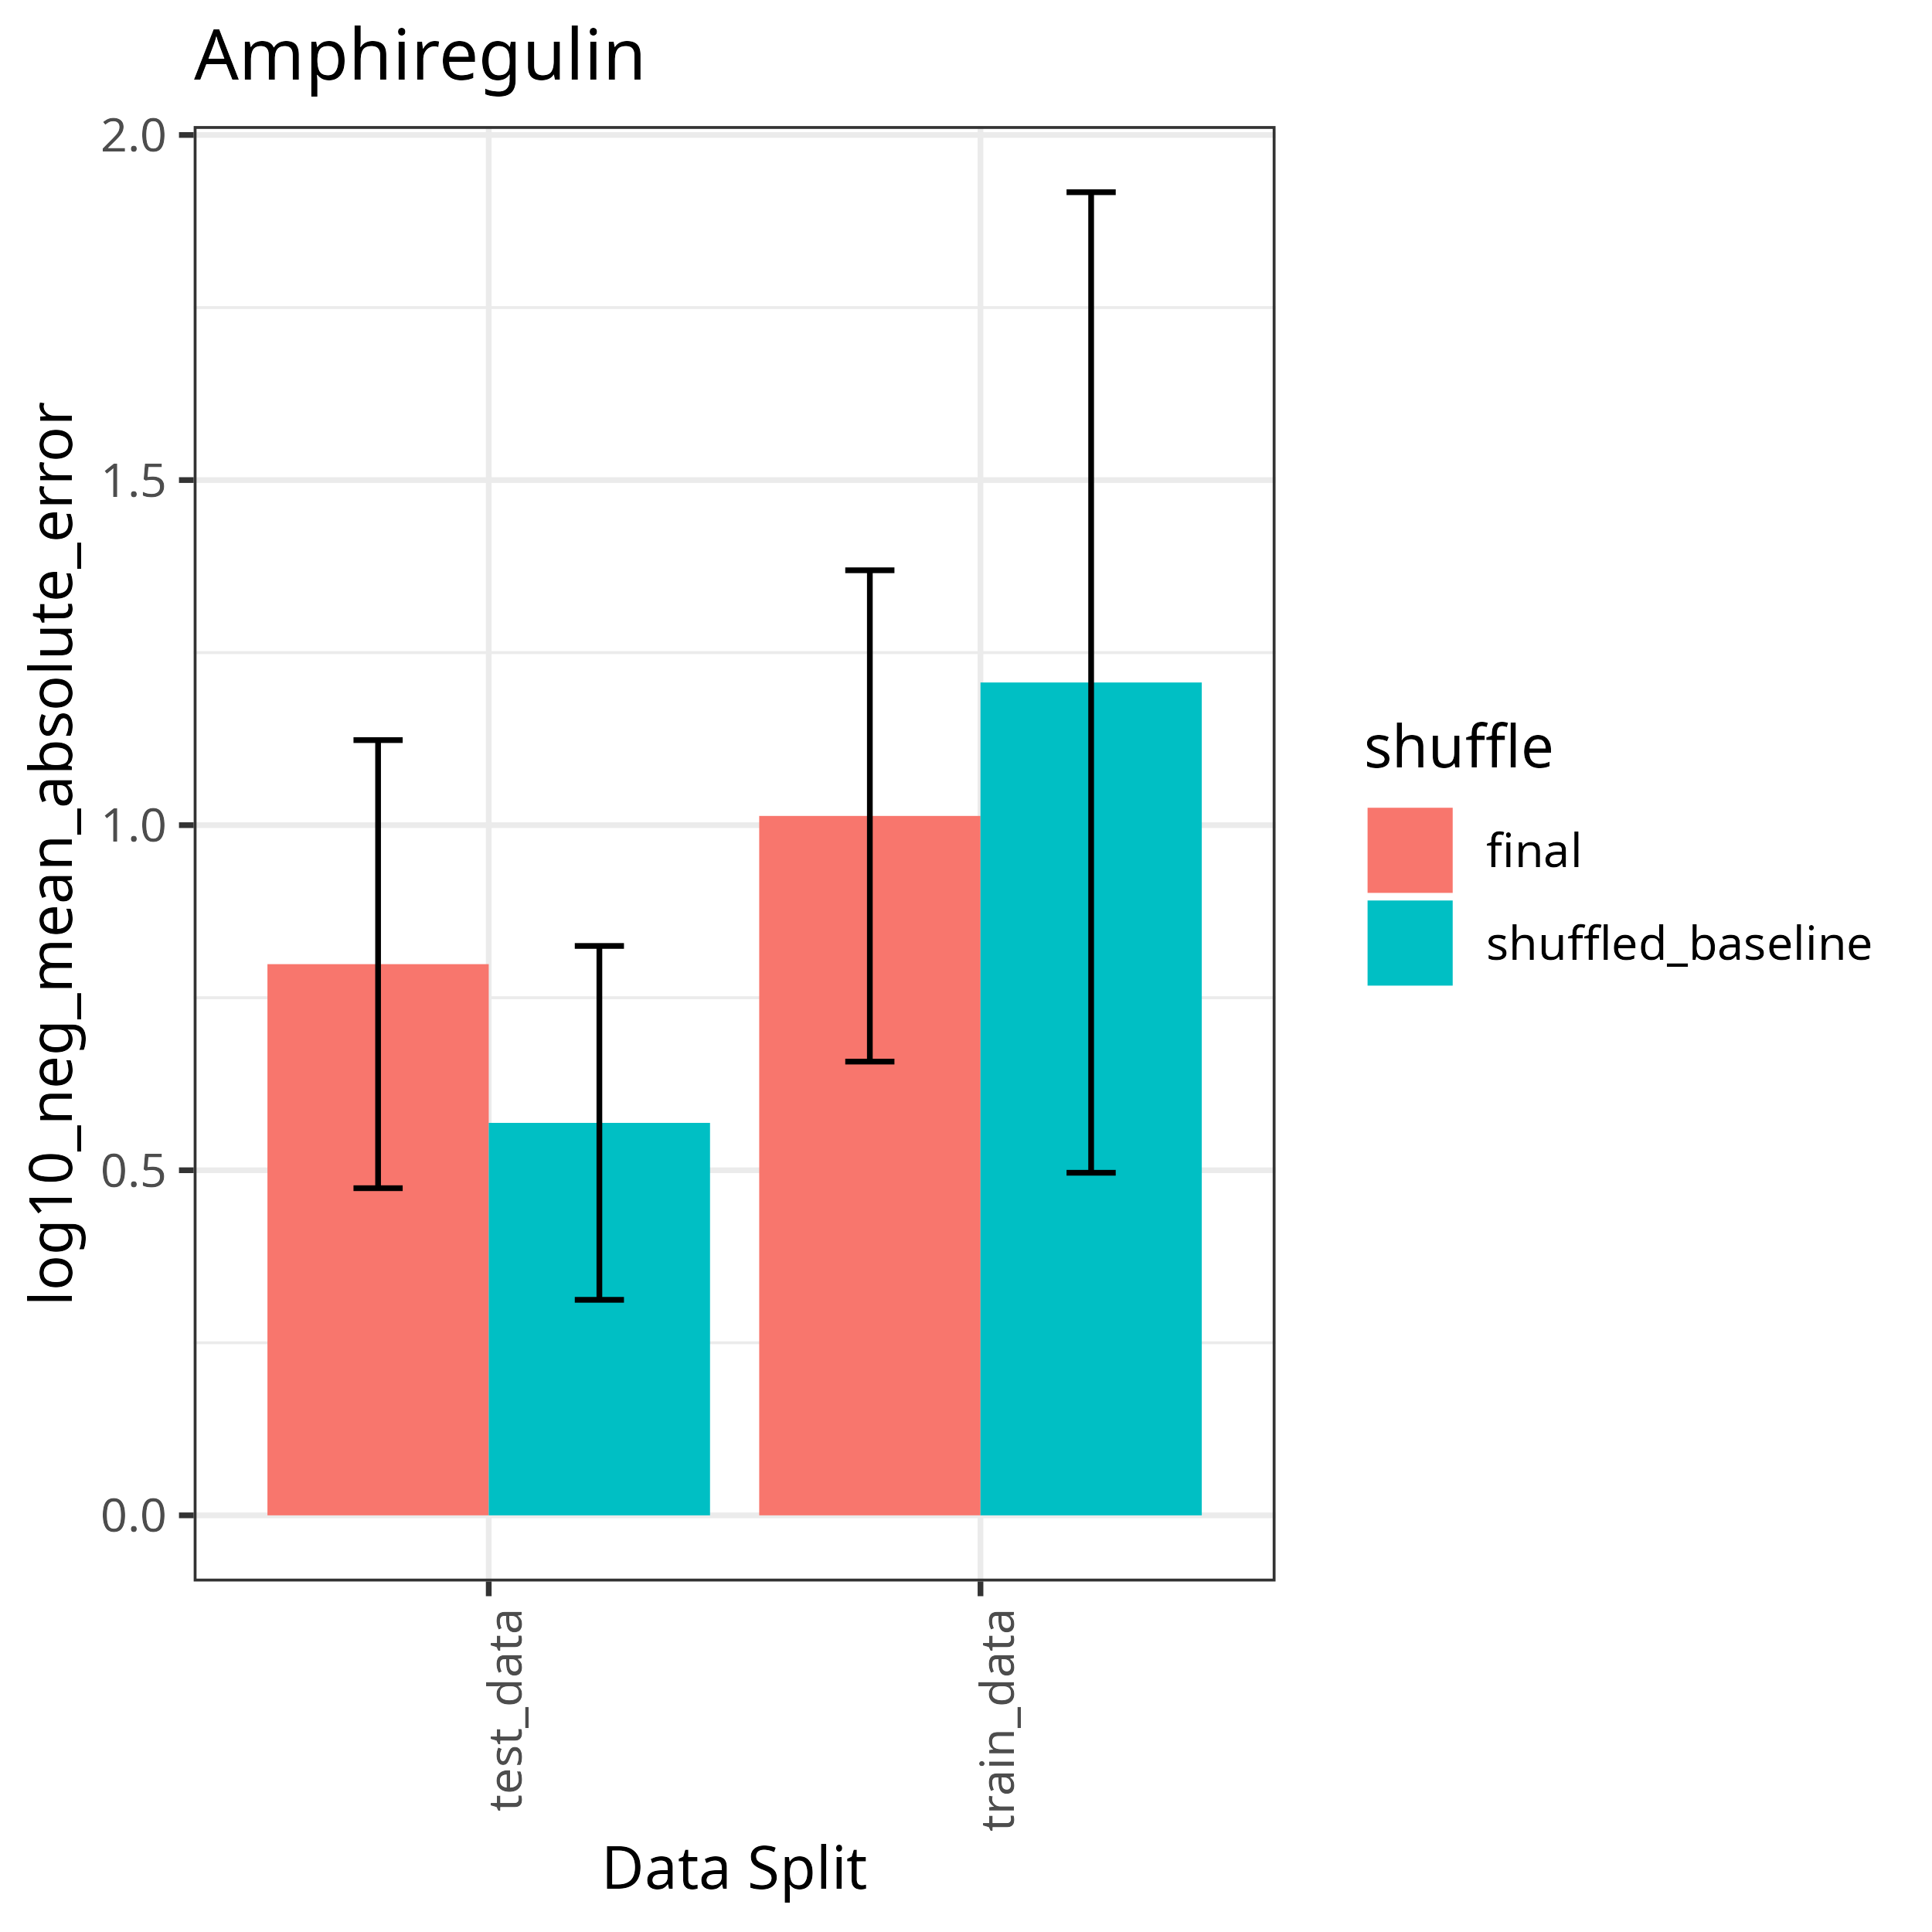 Amphiregulin
log10_neg_mean_absolute_error
2.0
1.5
1.0
0.5
0.0
test_data
train_data
Data Split
shuffle
final
shuffled_baseline